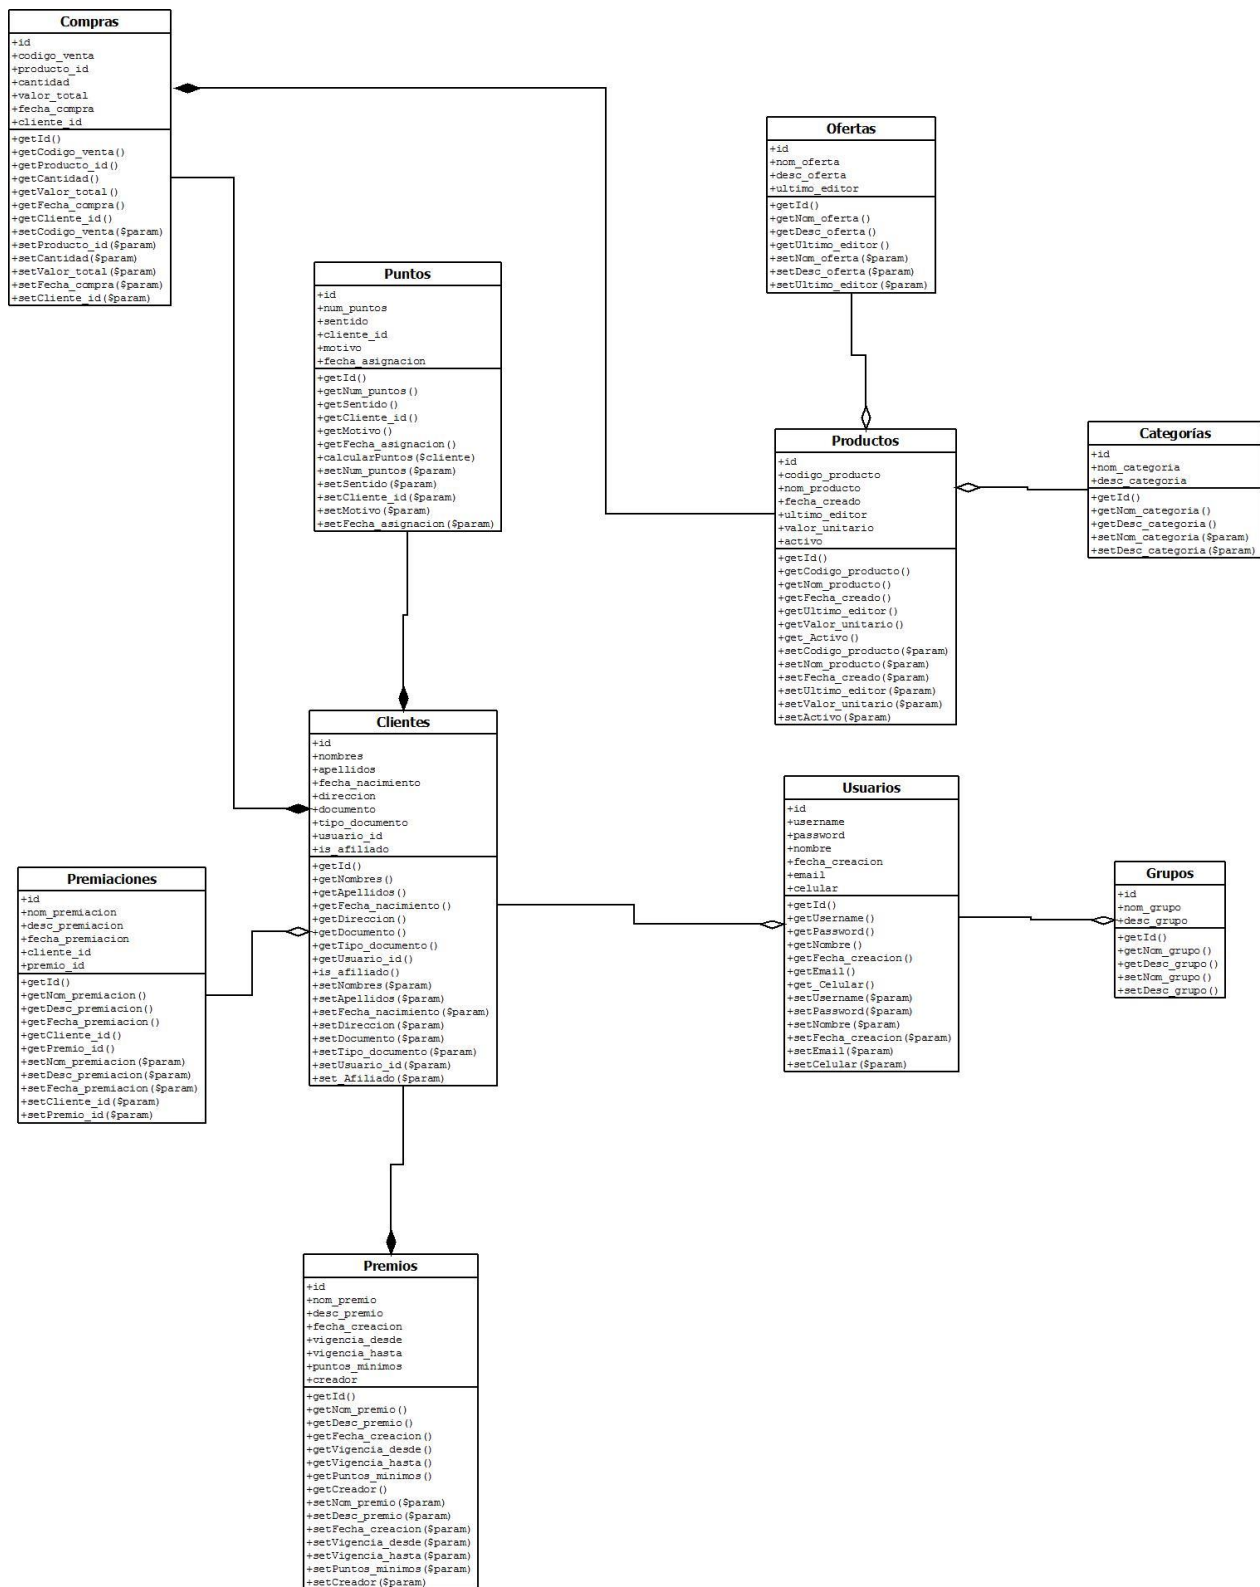 Compras
+id
+codigo_venta
+producto_id
+cantidad
+valor_total
+fecha_compra
+cliente_id
+getId()
+getCodigo_venta()
+getProducto_id()
+getCantidad()
+getValor_total()
+getFecha_compra()
+getCliente_id()
+setCodigo_venta($param)
+setProducto_id($param)
+setCantidad($param)
+setValor_total($param)
+setFecha_compra($param)
+setCliente_id($param)
Ofertas
+id
+nom_oferta
+desc_oferta
+ultimo_editor
+getId()
+getNom_oferta()
+getDesc_oferta()
+getUltimo_editor()
+setNom_oferta($param)
+setDesc_oferta($param)
+setUltimo_editor($param)
Puntos
+id
+num_puntos
+sentido
+cliente_id
+motivo
+fecha_asignacion
+getId()
+getNum_puntos()
+getSentido()
+getCliente_id()
+getMotivo()
+getFecha_asignacion()
+calcularPuntos($cliente)
+setNum_puntos($param)
+setSentido($param)
+setCliente_id($param)
+setMotivo($param)
+setFecha_asignacion($param)
Productos
+id
+codigo_producto
+nom_producto
+fecha_creado
+ultimo_editor
+valor_unitario
+activo
+getId()
+getCodigo_producto()
+getNom_producto()
+getFecha_creado()
+getUltimo_editor()
+getValor_unitario()
+get_Activo()
+setCodigo_producto($param)
+setNom_producto($param)
+setFecha_creado($param)
+setUltimo_editor($param)
+setValor_unitario($param)
+setActivo($param)
Categorías
+id
+nom_categoria
+desc_categoria
+getId()
+getNom_categoria()
+getDesc_categoria()
+setNom_categoria($param)
+setDesc_categoria($param)
Clientes
+id
+nombres
+apellidos
+fecha_nacimiento
+direccion
+documento
+tipo_documento
+usuario_id
+is_afiliado
+getId()
+getNombres()
+getApellidos()
+getFecha_nacimiento()
+getDireccion()
+getDocumento()
+getTipo_documento()
+getUsuario_id()
+is_afiliado()
+setNombres($param)
+setApellidos($param)
+setFecha_nacimiento($param)
+setDireccion($param)
+setDocumento($param)
+setTipo_documento($param)
+setUsuario_id($param)
+set_Afiliado($param)
Usuarios
+id
+username
+password
+nombre
+fecha_creacion
+email
+celular
+getId()
+getUsername()
+getPassword()
+getNombre()
+getFecha_creacion()
+getEmail()
+get_Celular()
+setUsername($param)
+setPassword($param)
+setNombre($param)
+setFecha_creacion($param)
+setEmail($param)
+setCelular($param)
Grupos
+id
+nom_grupo
+desc_grupo
+getId()
+getNom_grupo()
+getDesc_grupo()
+setNom_grupo()
+setDesc_grupo()
Premiaciones
+id
+nom_premiacion
+desc_premiacion
+fecha_premiacion
+cliente_id
+premio_id
+getId()
+getNom_premiacion()
+getDesc_premiacion()
+getFecha_premiacion()
+getCliente_id()
+getPremio_id()
+setNom_premiacion($param)
+setDesc_premiacion($param)
+setFecha_premiacion($param)
+setCliente_id($param)
+setPremio_id($param)
Premios
+id
+nom_premio
+desc_premio
+fecha_creacion
+vigencia_desde
+vigencia_hasta
+puntos_minimos
+creador
+getId()
+getNom_premio()
+getDesc_premio()
+getFecha_creacion()
+getVigencia_desde()
+getVigencia_hasta()
+getPuntos_minimos()
+getCreador()
+setNom_premio($param)
+setDesc_premio($param)
+setFecha_creacion($param)
+setVigencia_desde($param)
+setVigencia_hasta($param)
+setPuntos_minimos($param)
+setCreador($param)